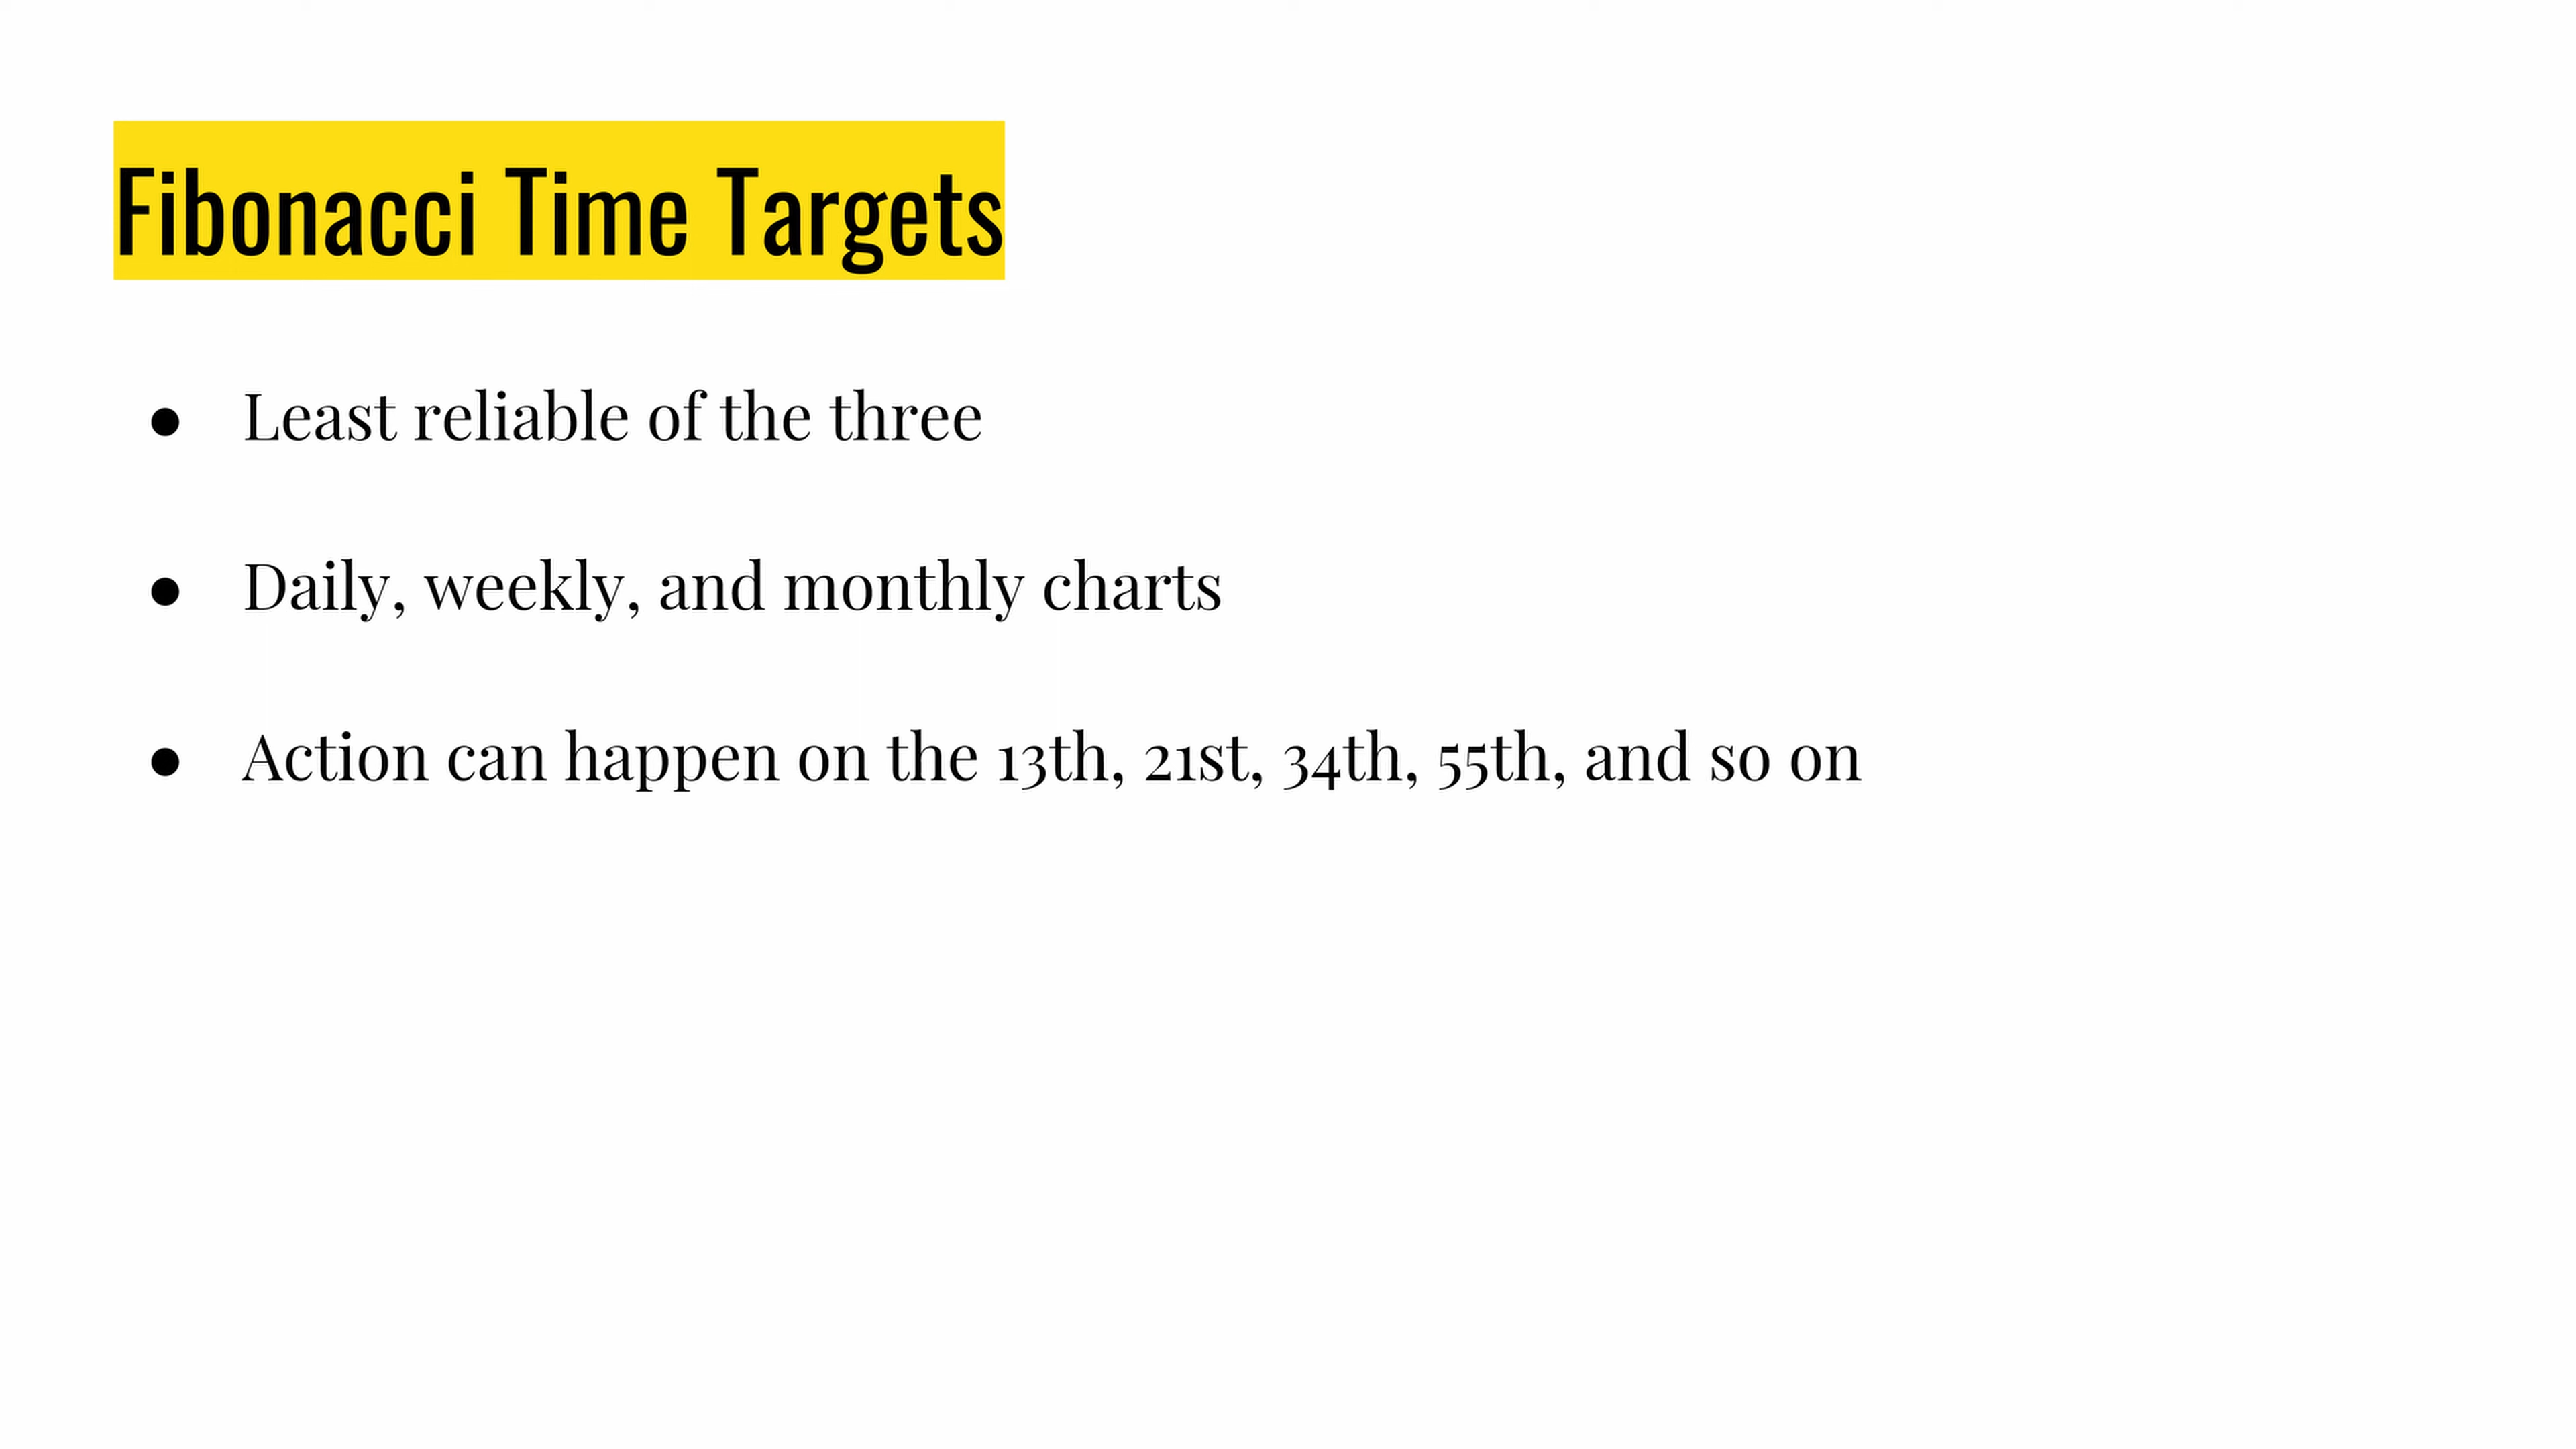 Fibonacci Time Targets
● Least reliable of the three
● Daily, weekly, and monthly charts
● Action can happen on the 13th, 21st, 34th, 55th, and so on